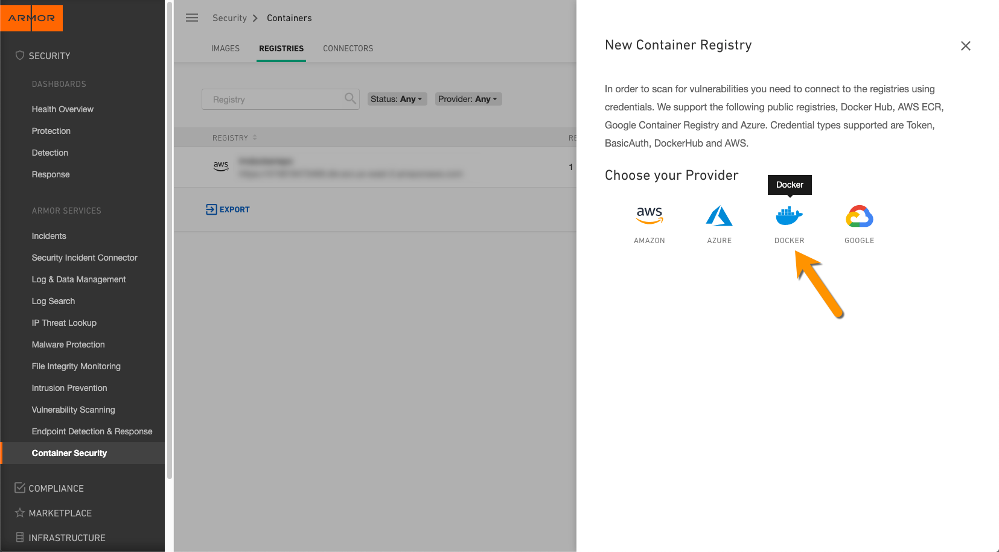 ARMOR
SECURITY
DASHBOARDS
Health Overview
Protection
Detection
Response
ARMOR SERVICES
Incidents
Security Incident Connector
Log & Data Management
Log Search
IP Threat Lookup
Malware Protection
File Integrity Monitoring
Intrusion Prevention
Vulnerability Scanning
Endpoint Detection & Response
Container Security
COMPLIANCE
MARKETPLACE
INFRASTRUCTURE
Security > Containers
IMAGES REGISTRIES CONNECTORS
Registry Status: Any Provider: Any
REGISTRY RE
aws 1
EXPORT
New Container Registry
In order to scan for vulnerabilities you need to connect to the registries using
credentials. We support the following public registries, Docker Hub, AWS ECR,
Google Container Registry and Azure. Credential types supported are Token,
BasicAuth, DockerHub and AWS.
Choose your Provider
Docker
aws
AMAZON AZURE DOCKER GOOGLE